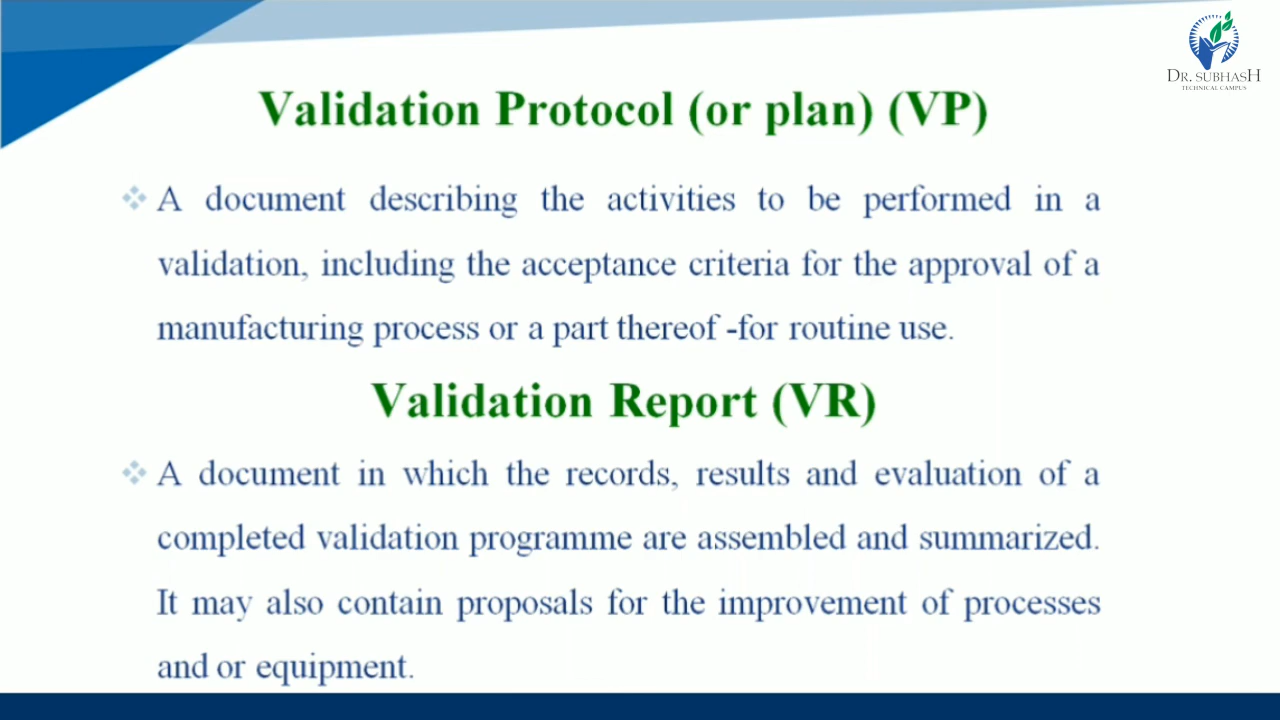 DR. SUBHASH
TECHNICAL CAMPUS
Validation Protocol (or plan) (VP)
A document describing the activities to be performed in a
validation, including the acceptance criteria for the approval of a
manufacturing process or a part thereof -for routine use.
Validation Report (VR)
A document in which the records, results and evaluation of a
completed validation programme are assembled and summarized.
It may also contain proposals for the improvement of processes
and or equipment.